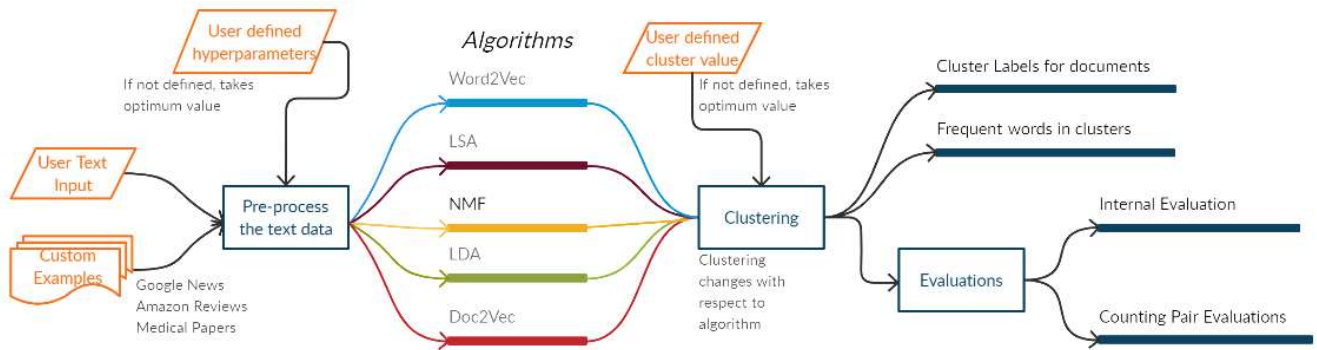 User defined
hyperparameters
If not defined, takes
optimum value
User Text
Input
Custom
Examples
Google News
Amazon Reviews
Medical Papers
Pre-process
the text data
Algorithms
Word2Vec
LSA
NMF
LDA
Doc2Vec
User defined
cluster value
If not defined, takes
optimum value
Clustering
Clustering
changes with
respect to
algorithm
Cluster Labels for documents
Frequent words in clusters
Evaluations
Internal Evaluation
Counting Pair Evaluations